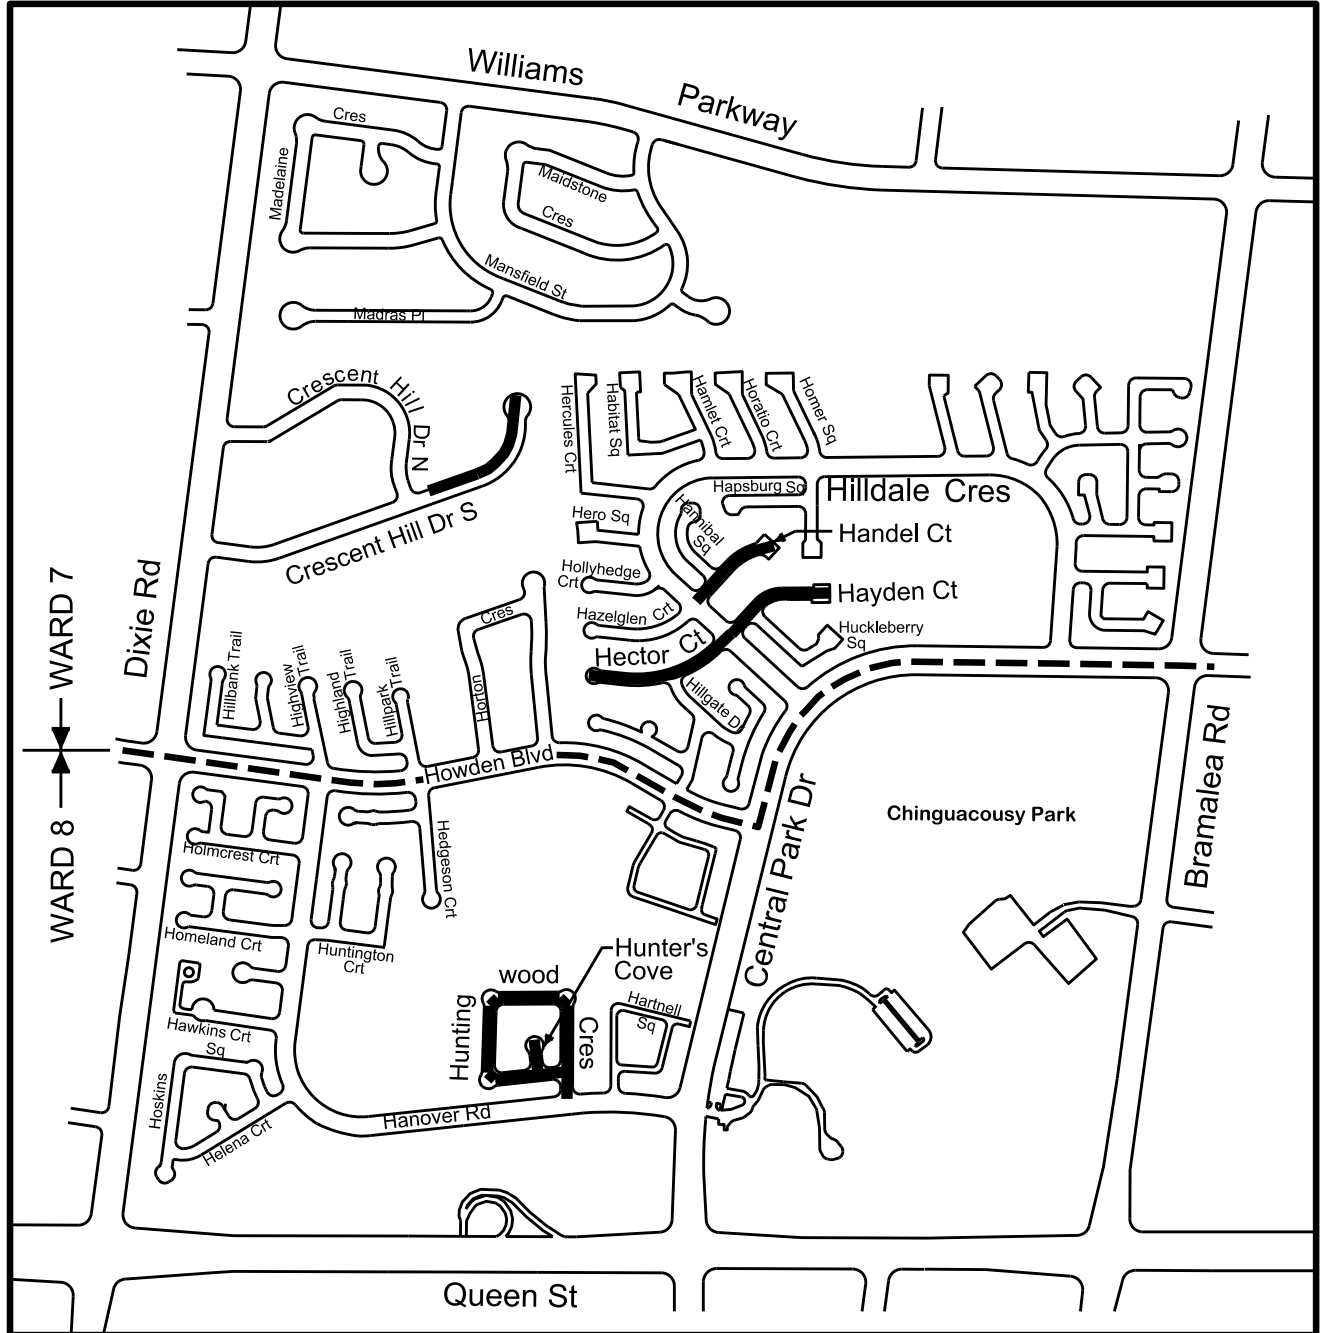 Williams Parkway
Cres
Madelaine
Maidstone
Cres
Mansfield St
Madras Pl
Crescent Hill Dr N
Crescent Hill Dr S
Hercules Crt
Habitat Sq
Hamlet Crt
Horatio Crt
Homer Sq
Hapsburg Sq
Hilldale Cres
Hannibal
Sq
Hero Sq
Handel Ct
Hollyhedge
Crt
Hayden Ct
Hazelglen Crt
Huckleberry
Sq
Hector Ct
Hillgate D
Dixie Rd
WARD 7
WARD 8
Hillbank Trail
Highview
Trail
Highland
Trail
Hillpark
Trail
Horton
Cres
Howden Blvd
Central Park Dr
Bramalea Rd
Chinguacousy Park
Holmcrest Crt
Hedgeson Crt
Homeland Crt
Huntington
Crt
Hunter's
Cove
Hunting
wood
Cres
Hartnell
Sq
Hawkins Crt
Sq
Hoskins
Helena Crt
Hanover Rd
Queen St